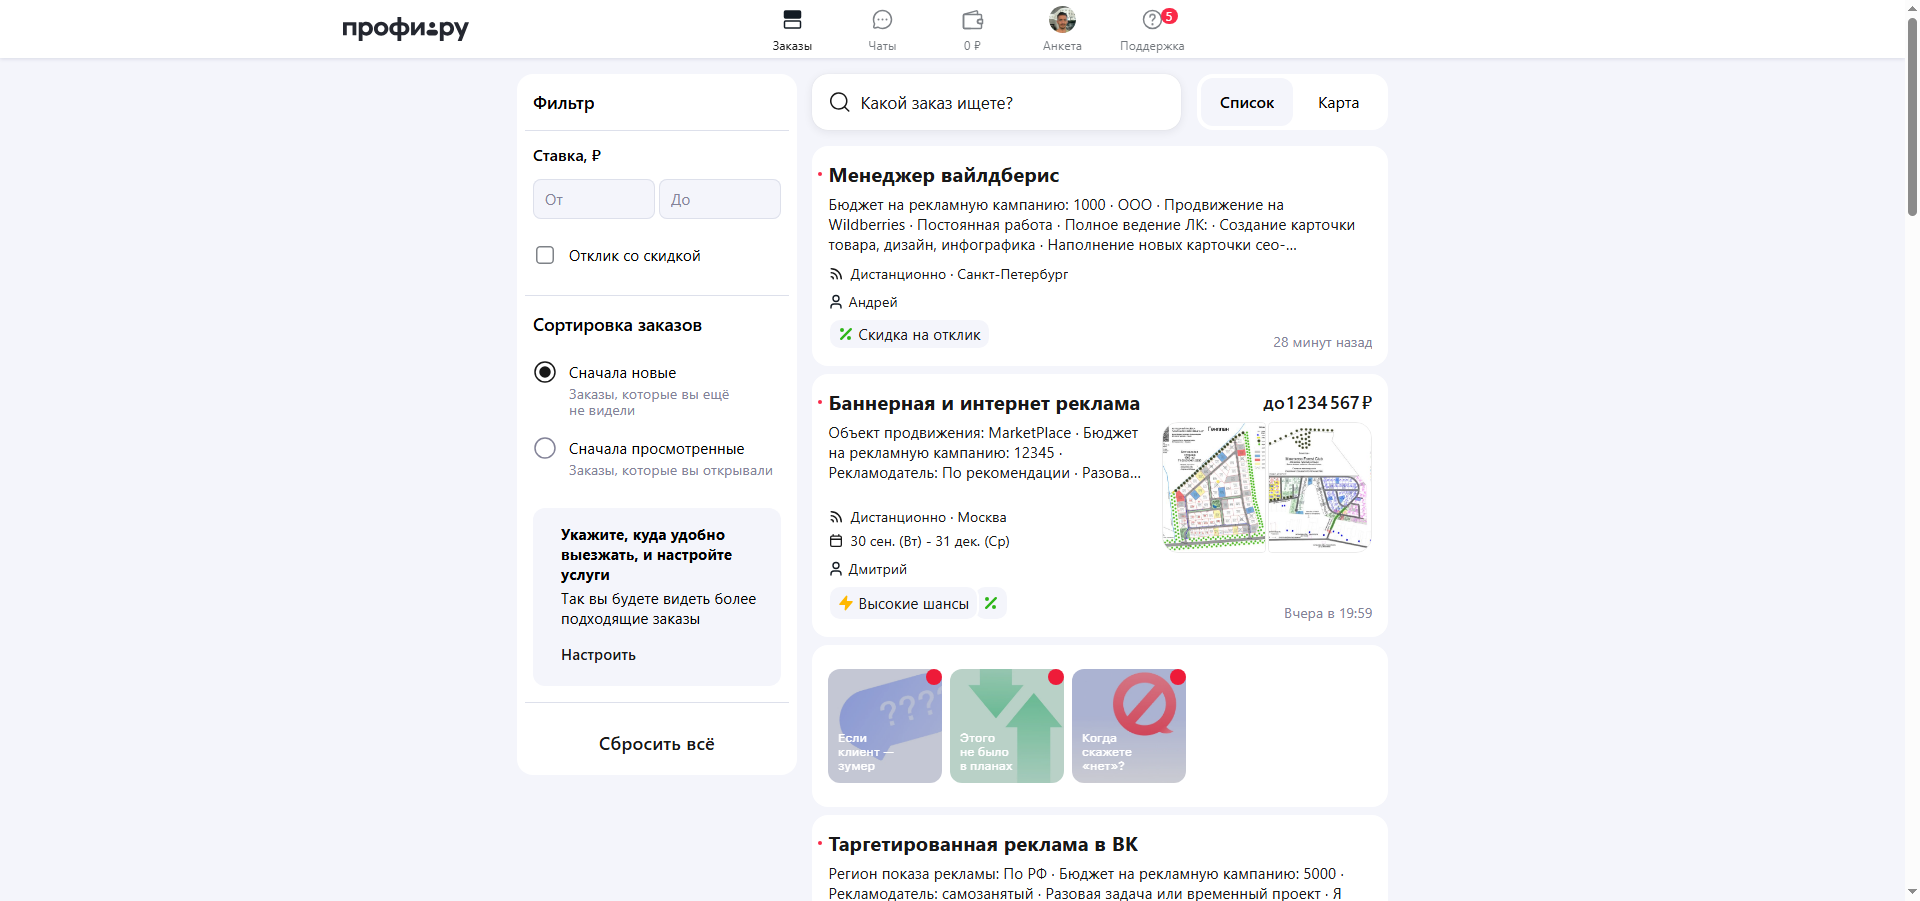 профи.ру
Заказы
Чаты
0 ₽
Анкета
5
Поддержка
Фильтр
Ставка, ₽
От
До
Отклик со скидкой
Сортировка заказов
Сначала новые
Заказы, которые вы ещё
не видели
Сначала просмотренные
Заказы, которые вы открывали
Укажите, куда удобно
выезжать, и настройте
услуги
Так вы будете видеть более
подходящие заказы
Настроить
Сбросить всё
Какой заказ ищете?
Список
Карта
Менеджер вайлдберис
Бюджет на рекламную кампанию: 1000 · ООО · Продвижение на
Wildberries · Постоянная работа · Полное ведение ЛК: · Создание карточки
товара, дизайн, инфографика · Наполнение новых карточки сео-...
Дистанционно · Санкт-Петербург
Андрей
Скидка на отклик
28 минут назад
Баннерная и интернет реклама
до 1 234 567 ₽
Объект продвижения: MarketPlace · Бюджет
на рекламную кампанию: 12345 ·
Рекламодатель: По рекомендации · Разова...
Генплан
Дистанционно · Москва
30 сен. (Вт) - 31 дек. (Ср)
Дмитрий
Высокие шансы
Вчера в 19:59
????
Если
клиент —
зумер
Этого
не было
в планах
Когда
скажете
«нет»?
Таргетированная реклама в ВК
Регион показа рекламы: По РФ · Бюджет на рекламную кампанию: 5000 ·
Рекламодатель: самозанятый · Разовая задача или временный проект · Я